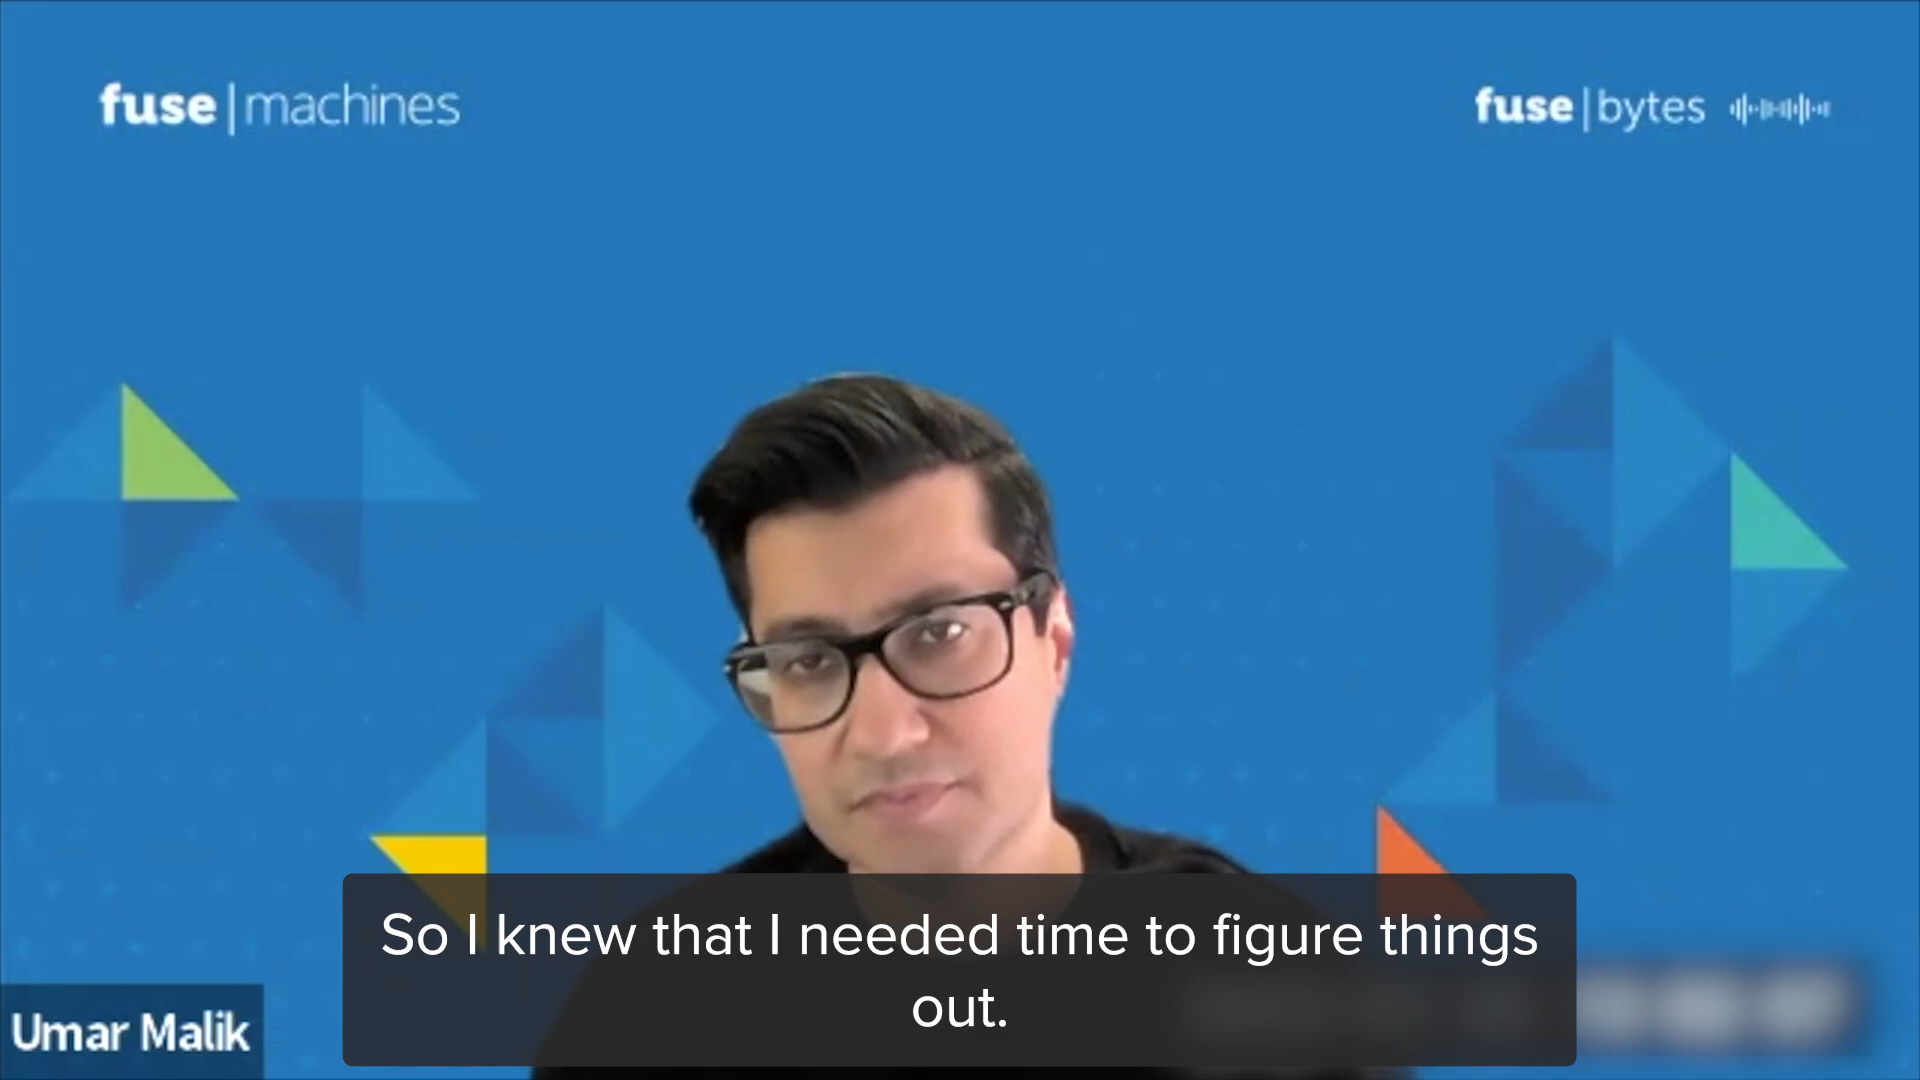 fuse|machines
fuse|bytes
So I knew that I needed time to figure things
out.
Umar Malik